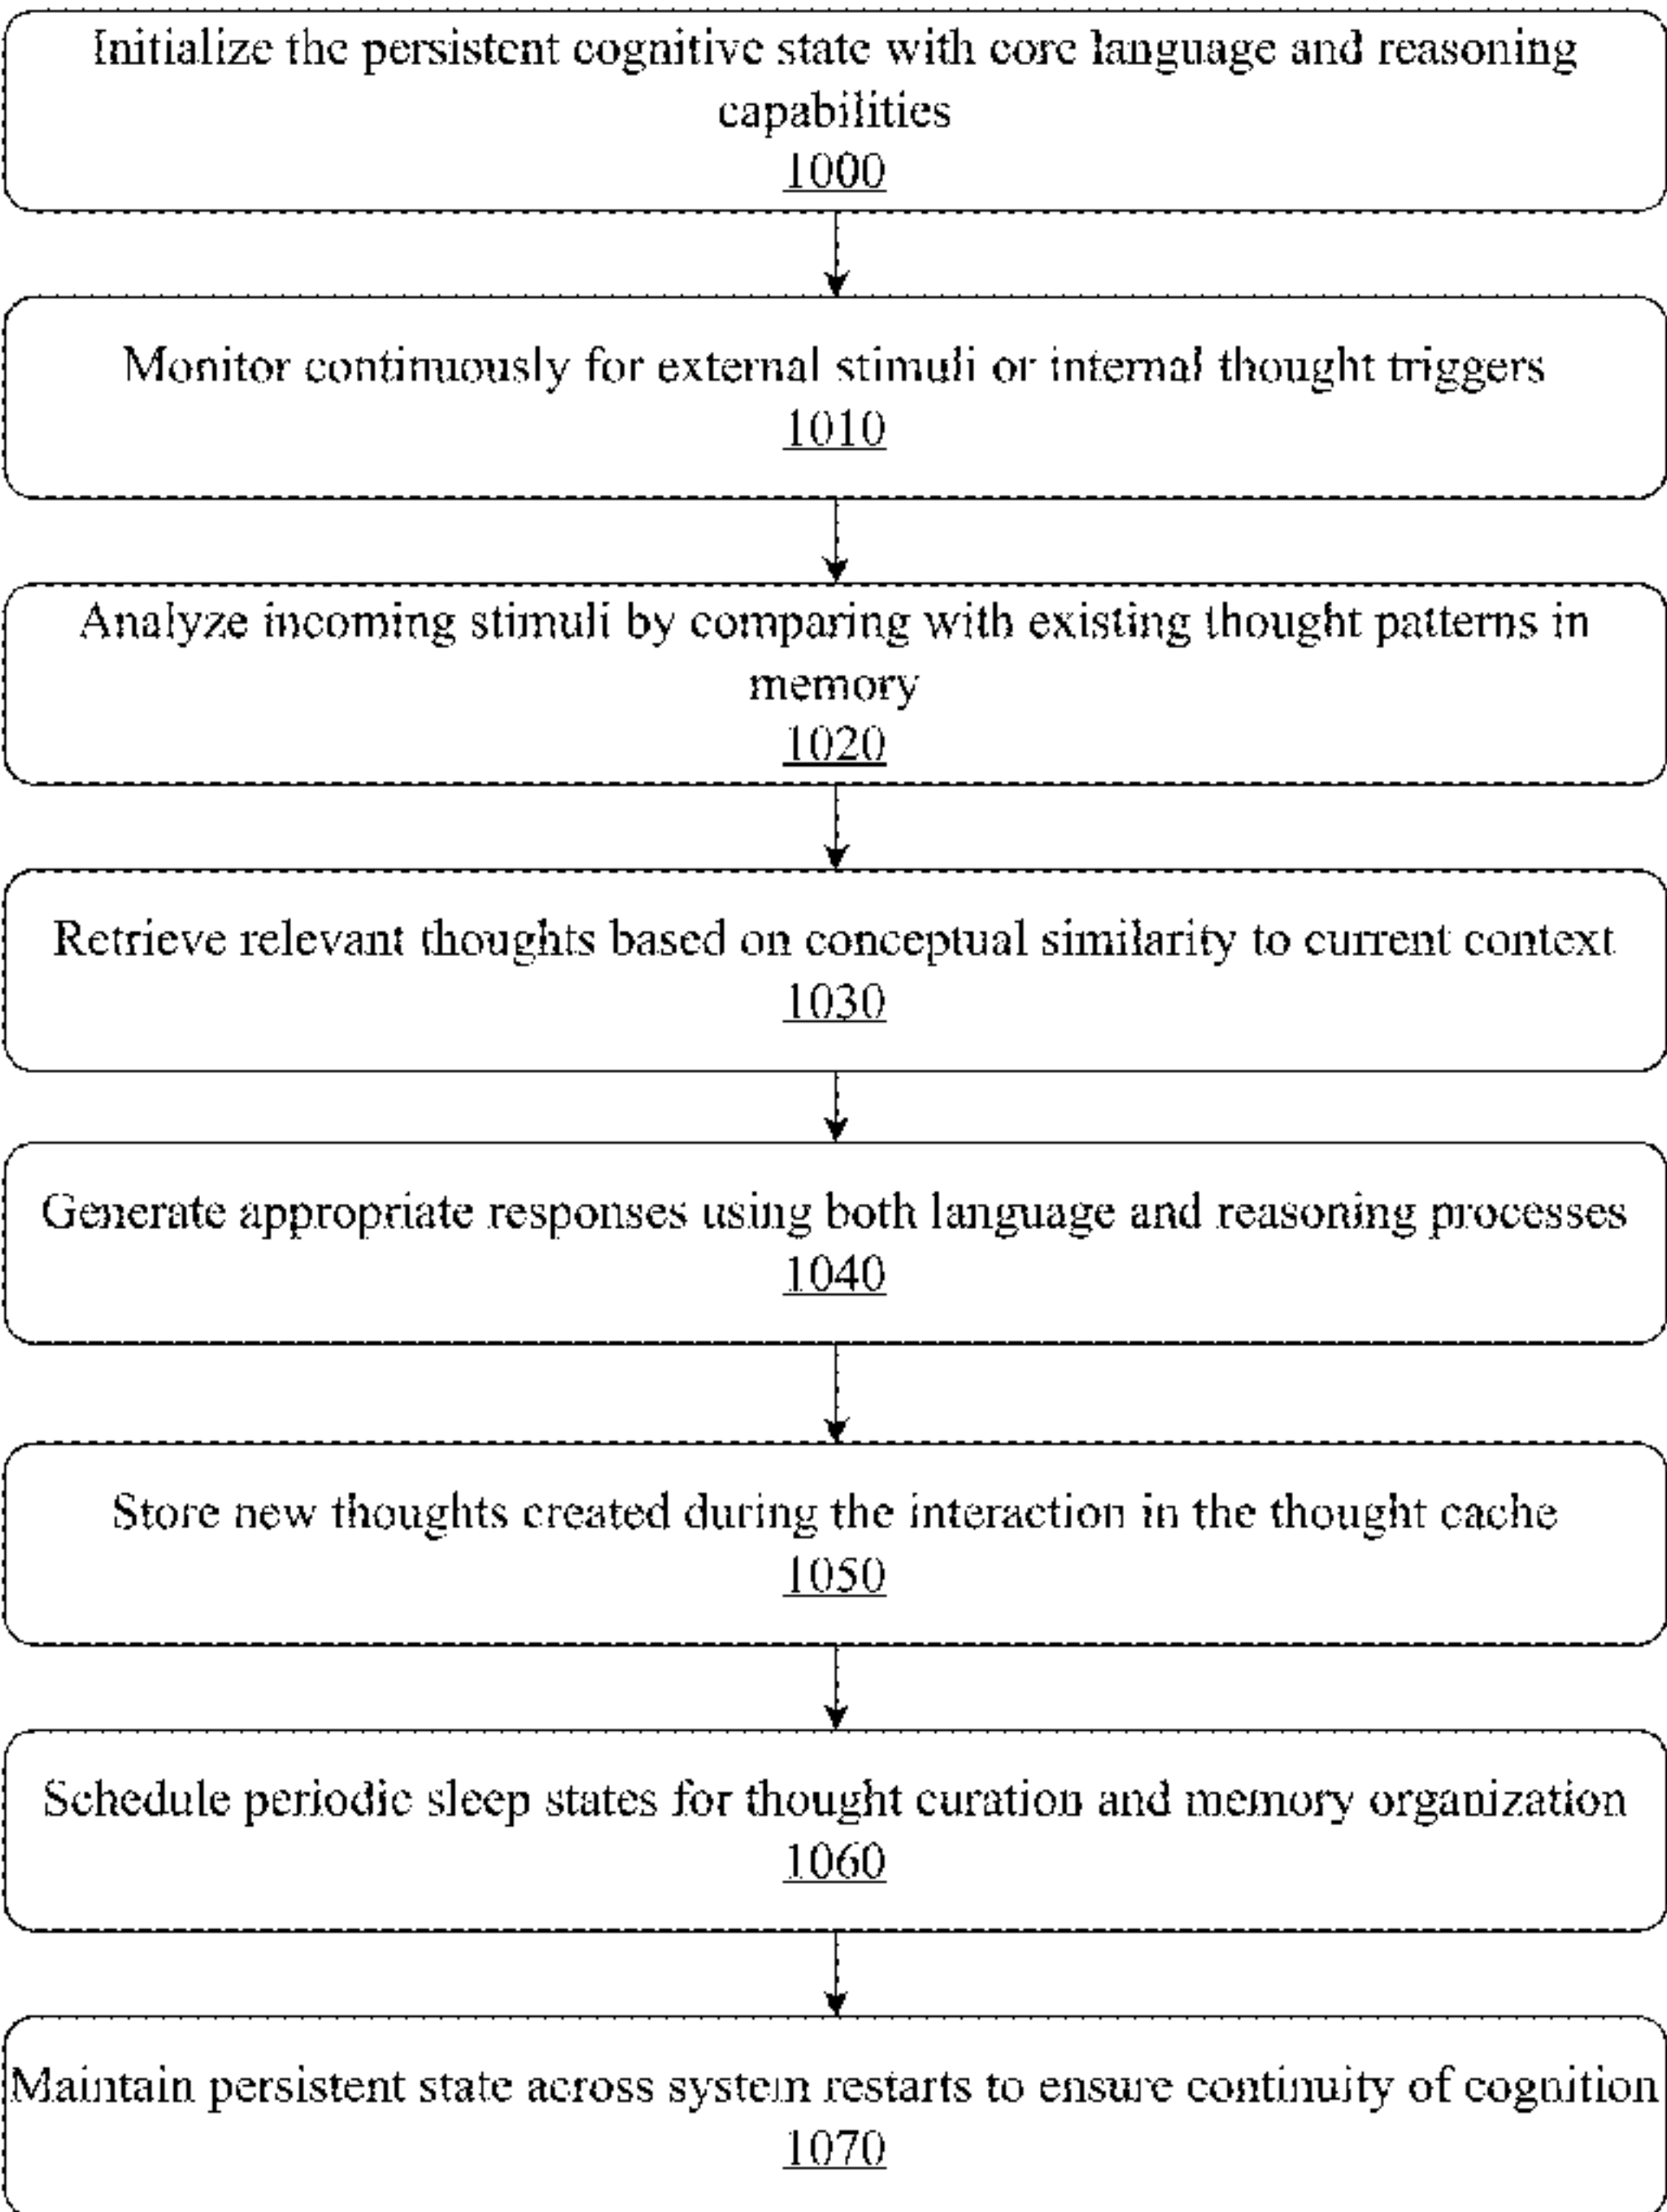 Initialize the persistent cognitive state with core language and reasoning
capabilities
1000
Monitor continuously for external stimuli or internal thought triggers
1010
Analyze incoming stimuli by comparing with existing thought patterns in
memory
1020
Retrieve relevant thoughts based on conceptual similarity to current context
1030
Generate appropriate responses using both language and reasoning processes
1040
Store new thoughts created during the interaction in the thought cache
1050
Schedule periodic sleep states for thought curation and memory organization
1060
Maintain persistent state across system restarts to ensure continuity of cognition
1070